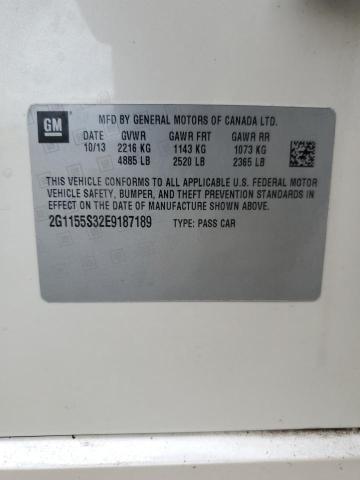 GM
MFD BY GENERAL MOTORS OF CANADA LTD.
DATE GVWR GAWR FRT GAWR RR
10/13 2216 KG 1143 KG 1073 KG
4885 LB 2520 LB 2365 LB
THIS VEHICLE CONFORMS TO ALL APPLICABLE U.S. FEDERAL MOTOR
VEHICLE SAFETY, BUMPER, AND THEFT PREVENTION STANDARDS IN
EFFECT ON THE DATE OF MANUFACTURE SHOWN ABOVE.
2G1155S32E9187189 TYPE: PASS CAR